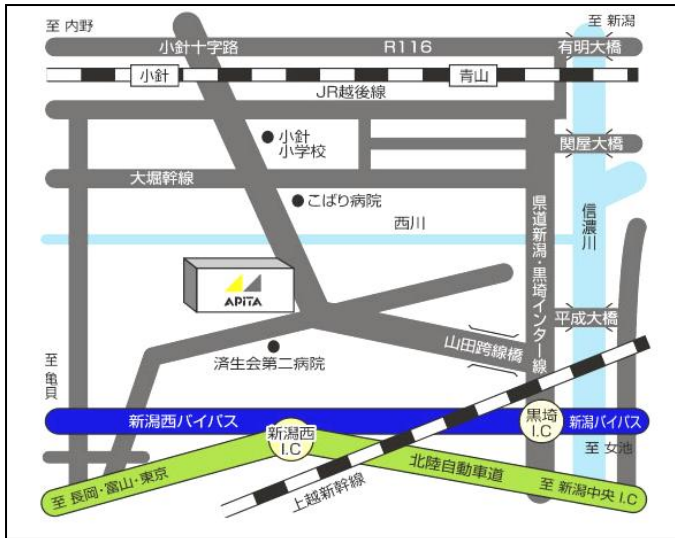 至 内野
至 新潟
小針十字路
R116
有明大橋
小針
青山
JR越後線
小針
小学校
関屋大橋
大堀幹線
こばり病院
西川
県道新潟・黒埼インター線
信濃川
APiTA
平成大橋
山田跨線橋
済生会第二病院
至 亀貝
新潟西バイパス
新潟西
I.C
黒埼
I.C
新潟バイパス
至 女池
北陸自動車道
至 長岡・富山・東京
上越新幹線
至 新潟中央 I.C